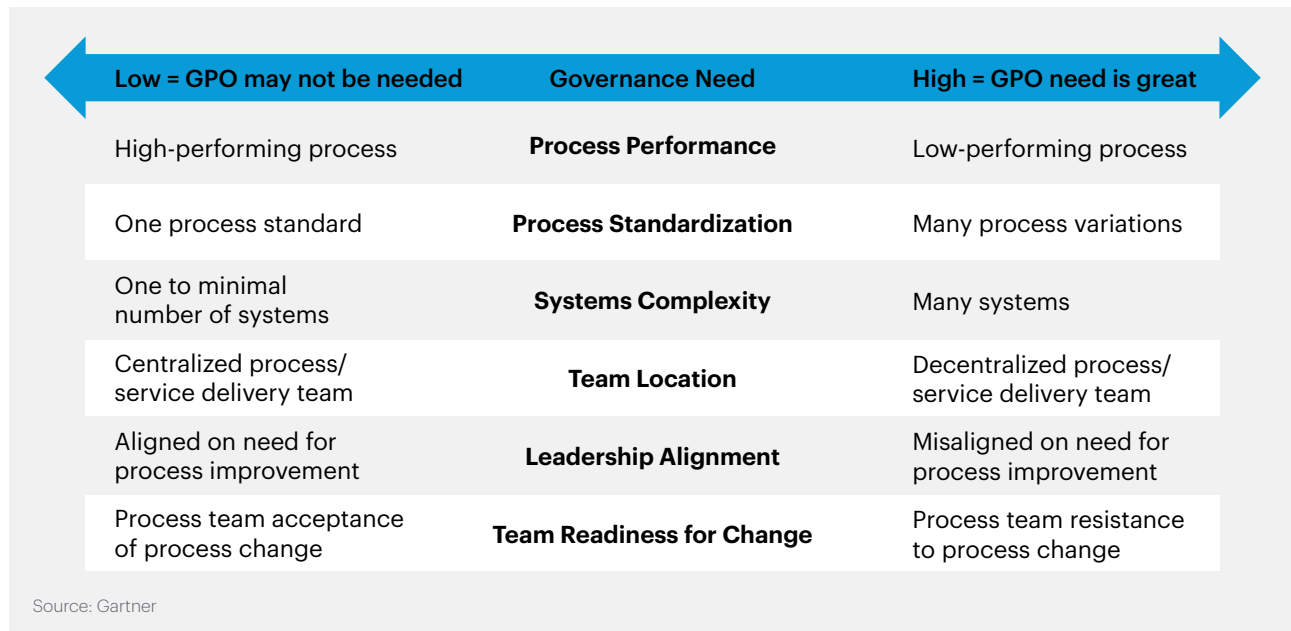 Low = GPO may not be needed Governance Need High = GPO need is great
High-performing process Process Performance Low-performing process
One process standard Process Standardization Many process variations
One to minimal
number of systems Systems Complexity Many systems
Centralized process/
service delivery team Team Location Decentralized process/
service delivery team
Aligned on need for
process improvement Leadership Alignment Misaligned on need for
process improvement
Process team acceptance
of process change Team Readiness for Change Process team resistance
to process change
Source: Gartner